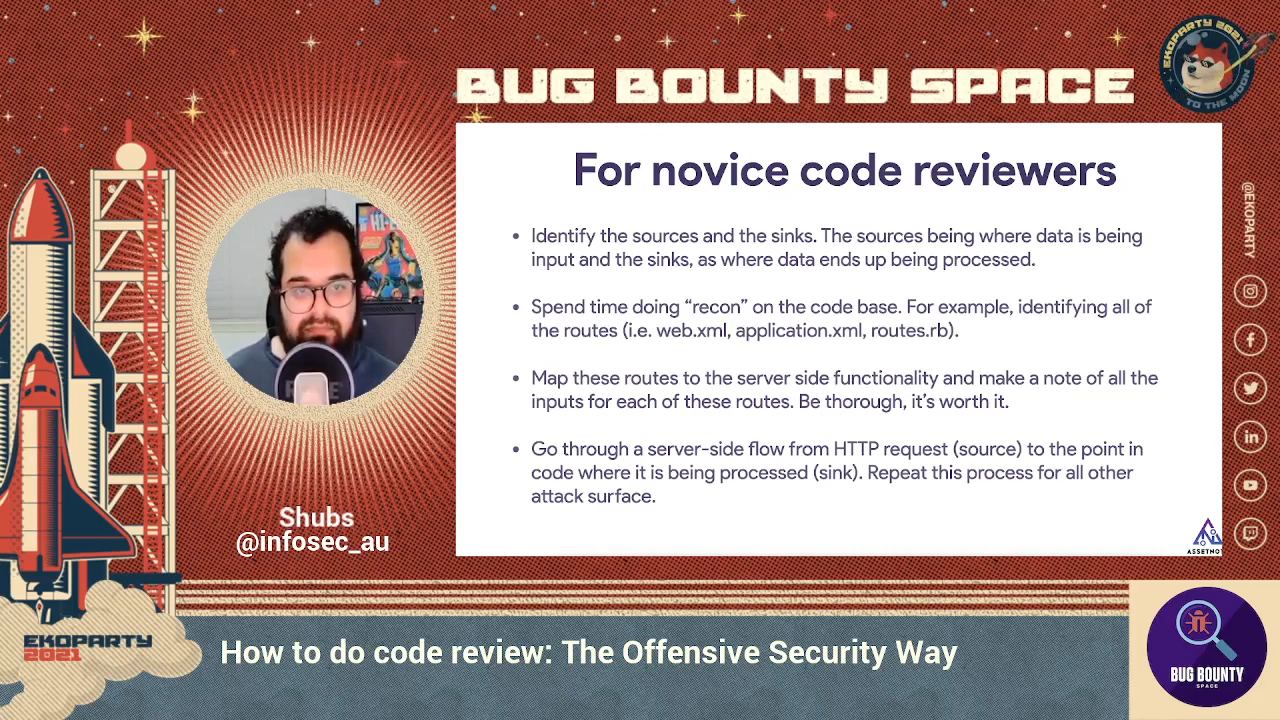 BUG BOUNTY SPACE
EKOPARTY 2021
TO THE MOON
For novice code reviewers
• Identify the sources and the sinks. The sources being where data is being
input and the sinks, as where data ends up being processed.
• Spend time doing “recon” on the code base. For example, identifying all of
the routes (i.e. web.xml, application.xml, routes.rb).
• Map these routes to the server side functionality and make a note of all the
inputs for each of these routes. Be thorough, it’s worth it.
• Go through a server-side flow from HTTP request (source) to the point in
code where it is being processed (sink). Repeat this process for all other
attack surface.
ASSETNOT
@EKOPARTY
Shubs
@infosec_au
EKOPARTY
2021
How to do code review: The Offensive Security Way
BUG BOUNTY
SPACE